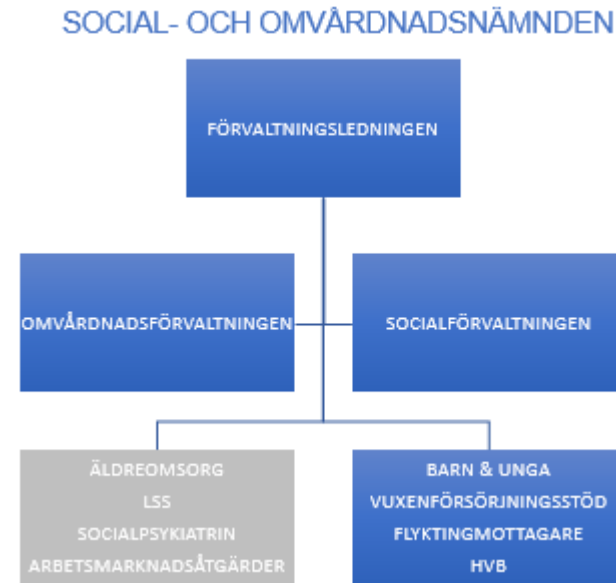 SOCIAL- OCH OMVÅRDNADSNÄMNDEN
FÖRVALTNINGSLEDNINGEN
OMVÅRDNADSFÖRVALTNINGEN
SOCIALFÖRVALTNINGEN
ÄLDREOMSORG
LSS
SOCIALPSYKIATRIN
ARBETSMARKNADSÅTGÄRDER
BARN & UNGA
VUXENFÖRSÖRJNINGSSTÖD
FLYKTINGMOTTAGARE
HVB